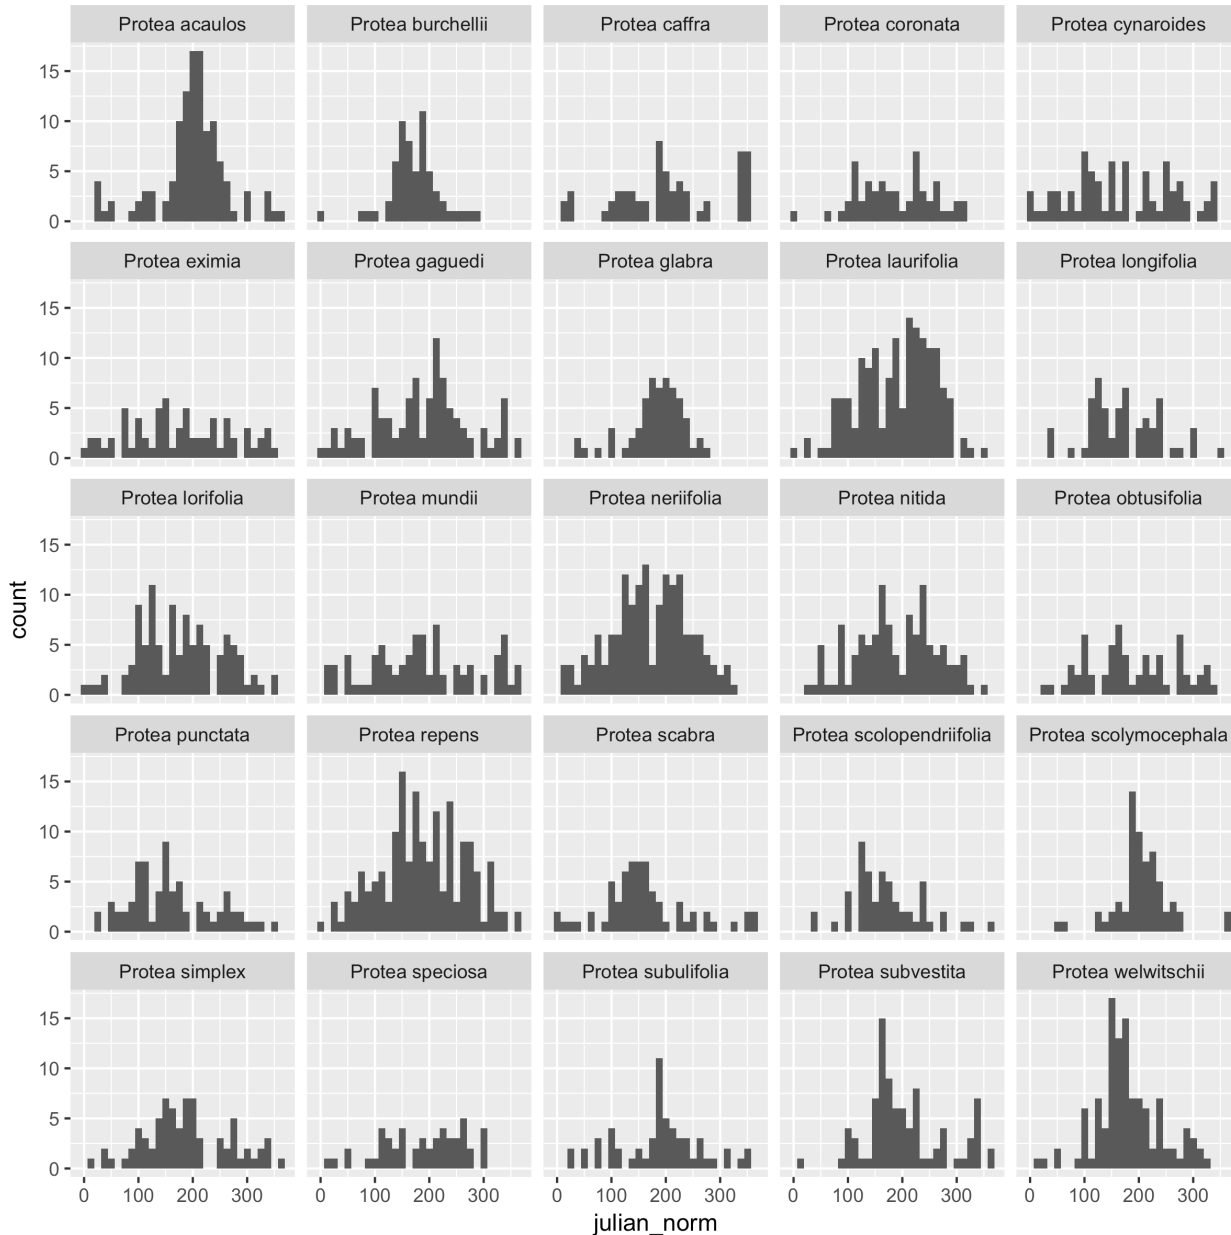 Protea acaulos Protea burchellii Protea caffra Protea coronata Protea cynaroides
15
10
5
0
Protea eximia Protea gaguedi Protea glabra Protea laurifolia Protea longifolia
15
10
5
0
Protea lorifolia Protea mundii Protea neriifolia Protea nitida Protea obtusifolia
15
10
5
0
count
Protea punctata Protea repens Protea scabra Protea scolopendriifolia Protea scolymocephala
15
10
5
0
Protea simplex Protea speciosa Protea subulifolia Protea subvestita Protea welwitschii
15
10
5
0
0 100 200 300 0 100 200 300 0 100 200 300 0 100 200 300 0 100 200 300
julian_norm